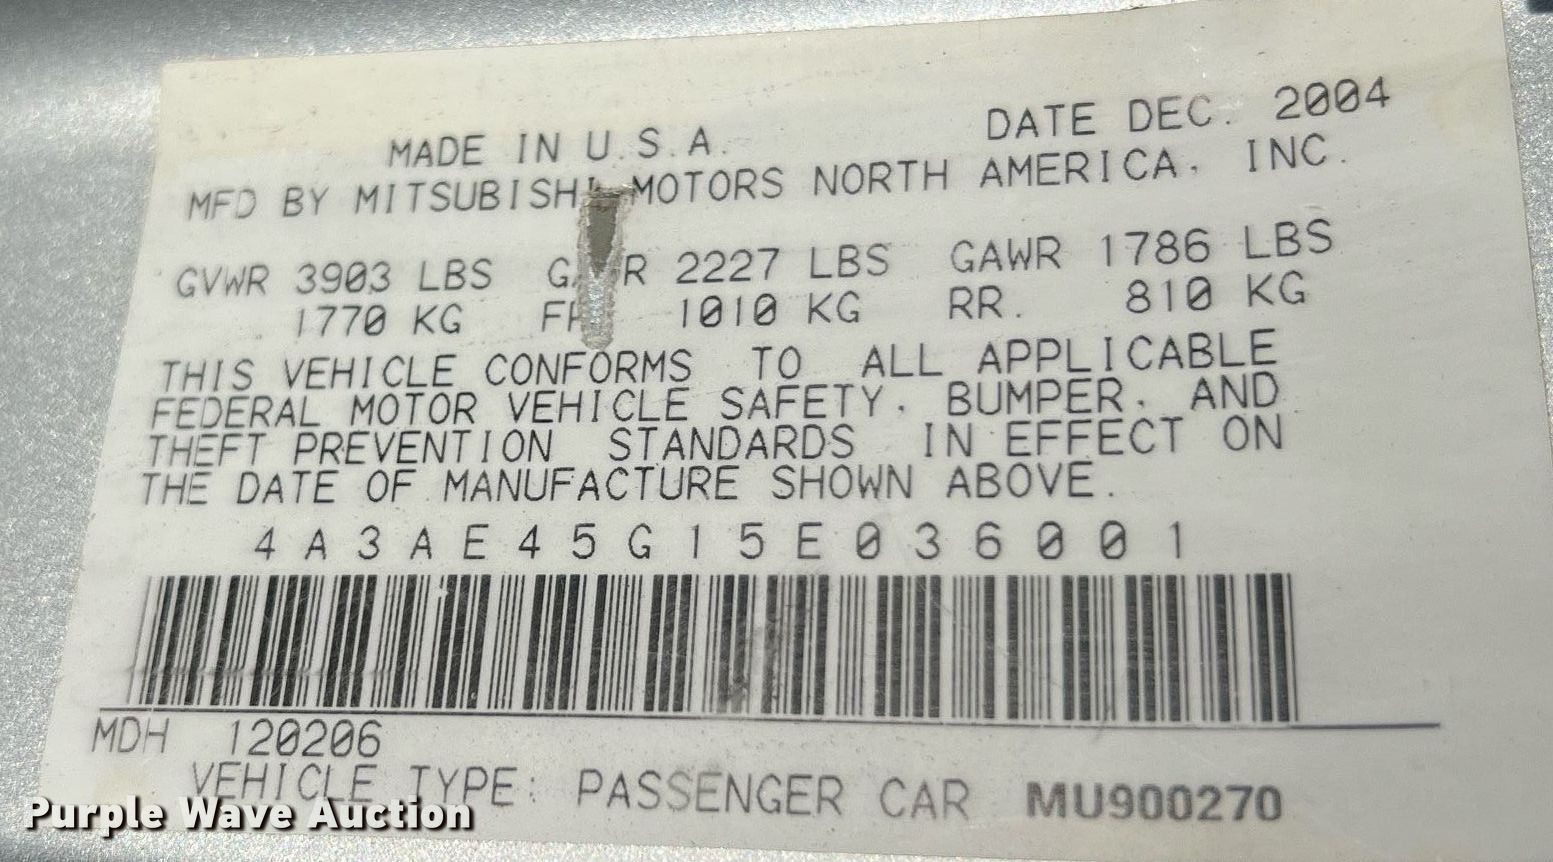 MADE IN U.S.A. DATE DEC. 2004
MFD BY MITSUBISHI MOTORS NORTH AMERICA, INC.
GVWR 3903 LBS GAWR 2227 LBS GAWR 1786 LBS
1770 KG 1010 KG RR. 810 KG
THIS VEHICLE CONFORMS TO ALL APPLICABLE
FEDERAL MOTOR VEHICLE SAFETY, BUMPER, AND
THEFT PREVENTION STANDARDS IN EFFECT ON
THE DATE OF MANUFACTURE SHOWN ABOVE.
4A3AE45G15E036001
MDH 120206
VEHICLE TYPE: PASSENGER CAR MU900270
Purple Wave Auction